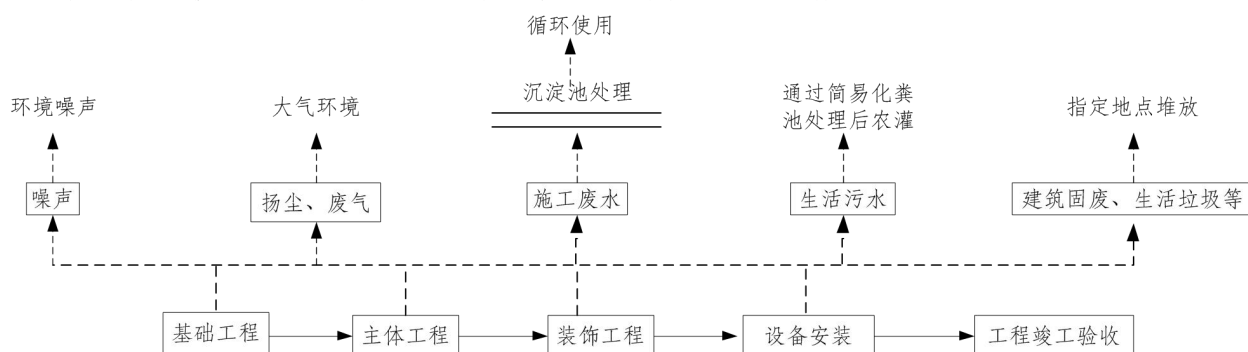 循环使用
环境噪声
大气环境
沉淀池处理
通过简易化粪
池处理后农灌
指定地点堆放
噪声
扬尘、废气
施工废水
生活污水
建筑固废、生活垃圾等
基础工程
主体工程
装饰工程
设备安装
工程竣工验收